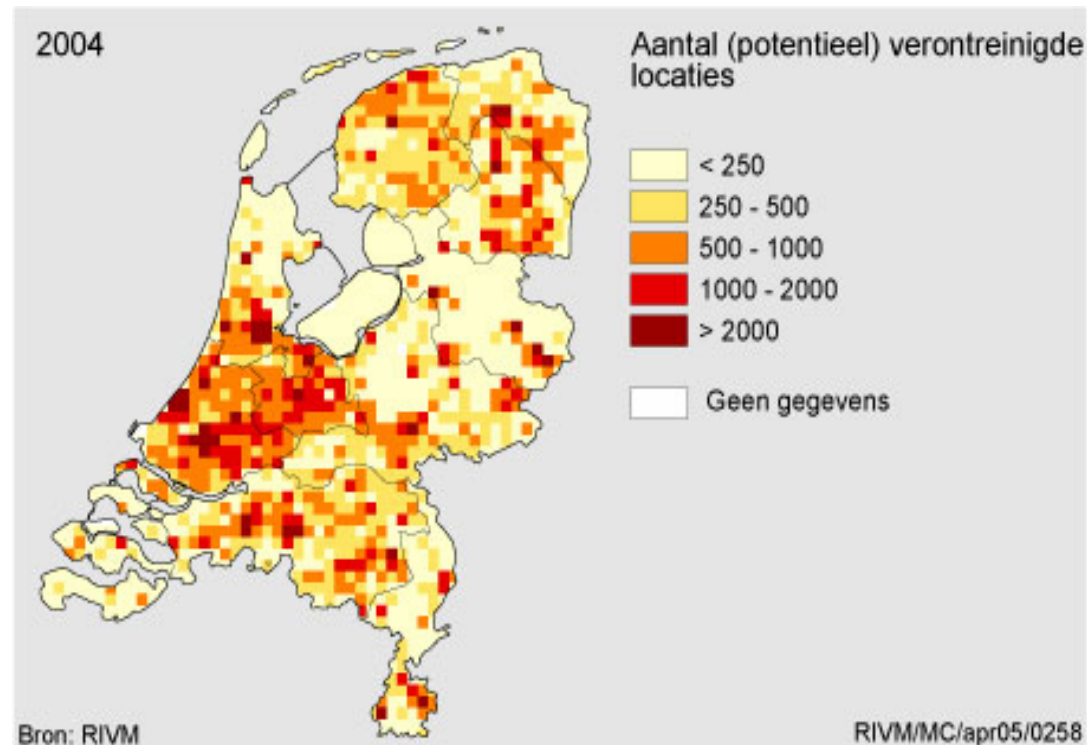 2004
Aantal (potentieel) verontreinigde
locaties
< 250
250 - 500
500 - 1000
1000 - 2000
> 2000
Geen gegevens
Bron: RIVM
RIVM/MC/apr05/0258